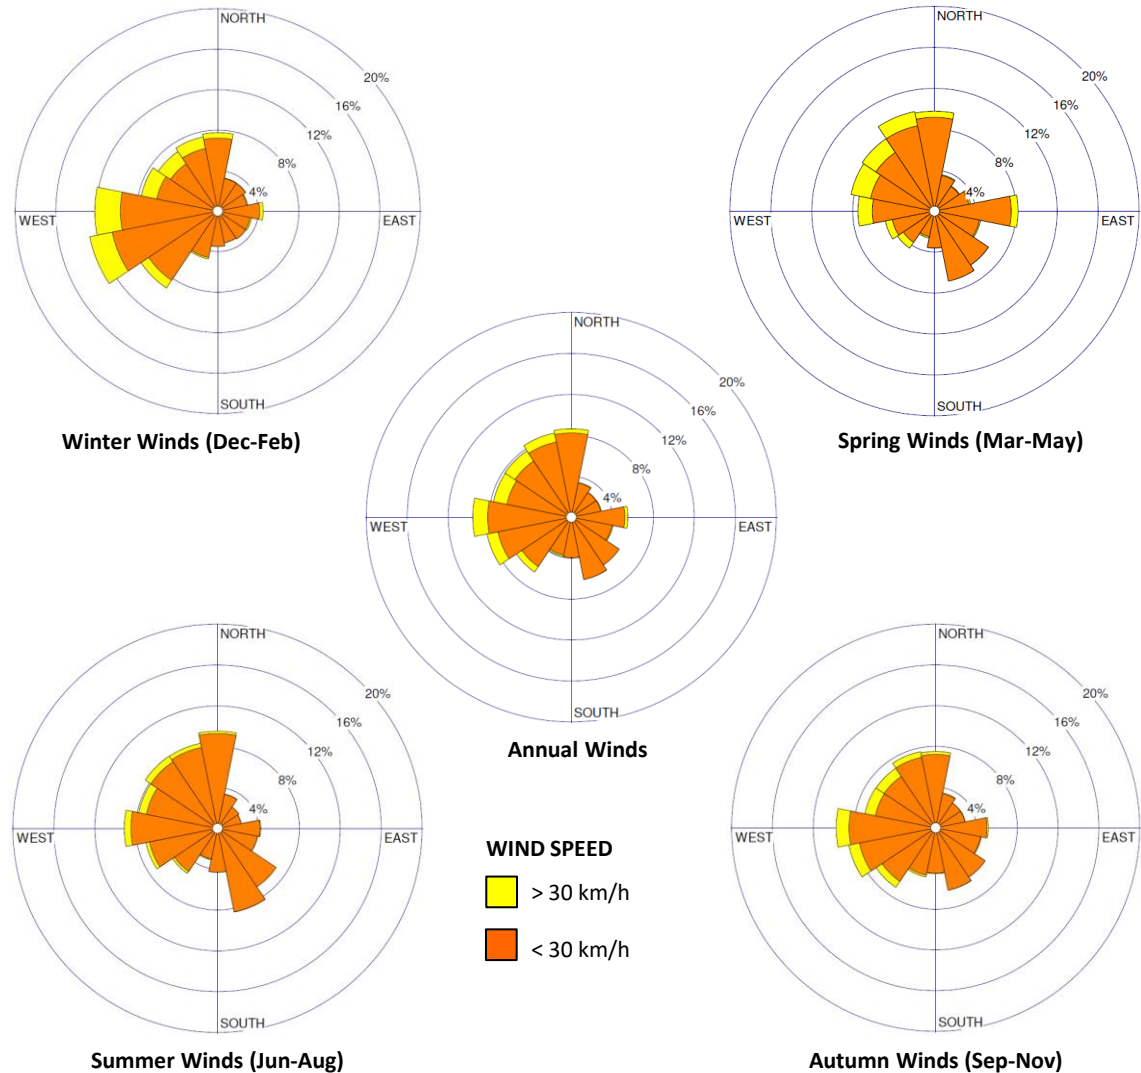 NORTH
20%
16%
12%
8%
4%
WEST
EAST
SOUTH
Winter Winds (Dec-Feb)
NORTH
20%
16%
12%
8%
4%
WEST
EAST
SOUTH
Spring Winds (Mar-May)
NORTH
20%
16%
12%
8%
4%
WEST
EAST
SOUTH
Annual Winds
NORTH
20%
16%
12%
8%
4%
WEST
EAST
SOUTH
Summer Winds (Jun-Aug)
WIND SPEED
> 30 km/h
< 30 km/h
NORTH
20%
16%
12%
8%
4%
WEST
EAST
SOUTH
Autumn Winds (Sep-Nov)